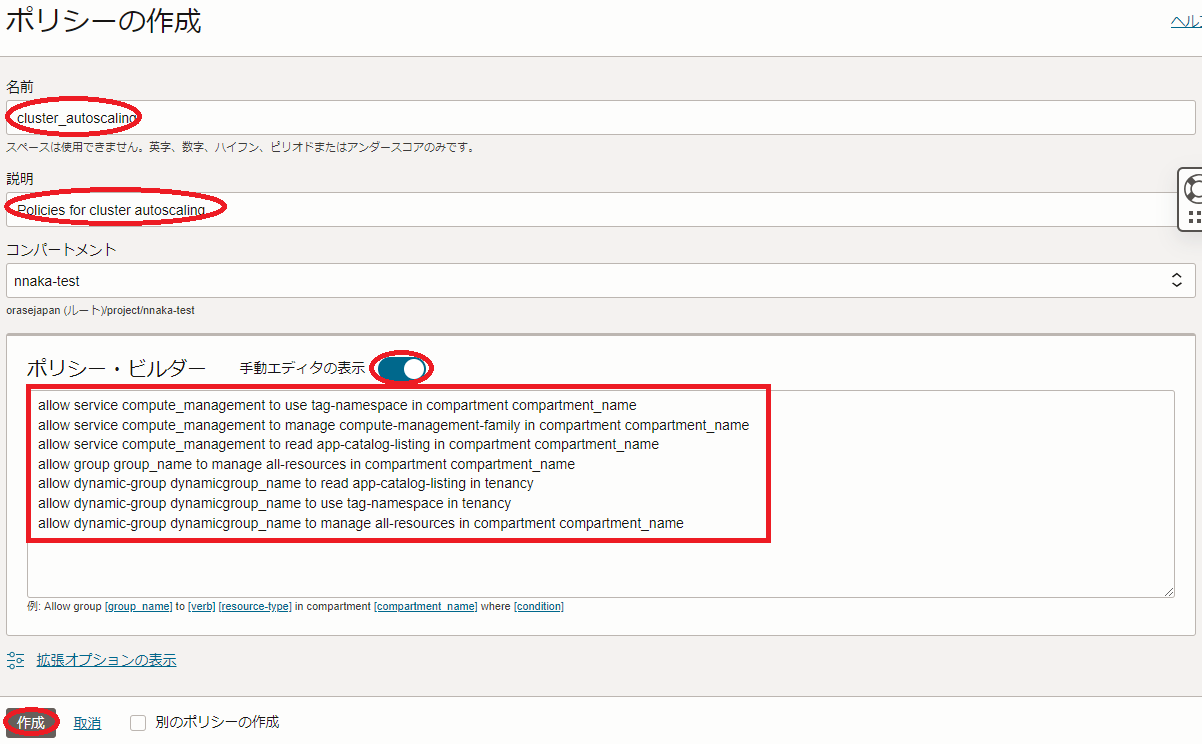 ポリシーの作成
ヘル
名前
cluster_autoscaling
スペースは使用できません。英字、数字、ハイフン、ピリオドまたはアンダースコアのみです。
説明
Policies for cluster autoscaling
コンパートメント
nnaka-test
orasejapan (ルート)/project/nnaka-test
ポリシー・ビルダー 手動エディタの表示
allow service compute_management to use tag-namespace in compartment compartment_name
allow service compute_management to manage compute-management-family in compartment compartment_name
allow service compute_management to read app-catalog-listing in compartment compartment_name
allow group group_name to manage all-resources in compartment compartment_name
allow dynamic-group dynamicgroup_name to read app-catalog-listing in tenancy
allow dynamic-group dynamicgroup_name to use tag-namespace in tenancy
allow dynamic-group dynamicgroup_name to manage all-resources in compartment compartment_name
例: Allow group [group_name] to [verb] [resource-type] in compartment [compartment_name] where [condition]
拡張オプションの表示
作成 取消 別のポリシーの作成